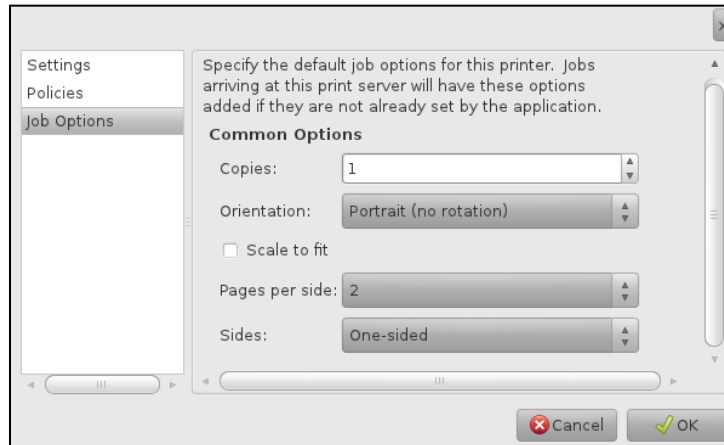 Settings
Policies
Job Options
Specify the default job options for this printer. Jobs
arriving at this print server will have these options
added if they are not already set by the application.
Common Options
Copies: 1
Orientation: Portrait (no rotation)
Scale to fit
Pages per side: 2
Sides: One-sided
Cancel OK